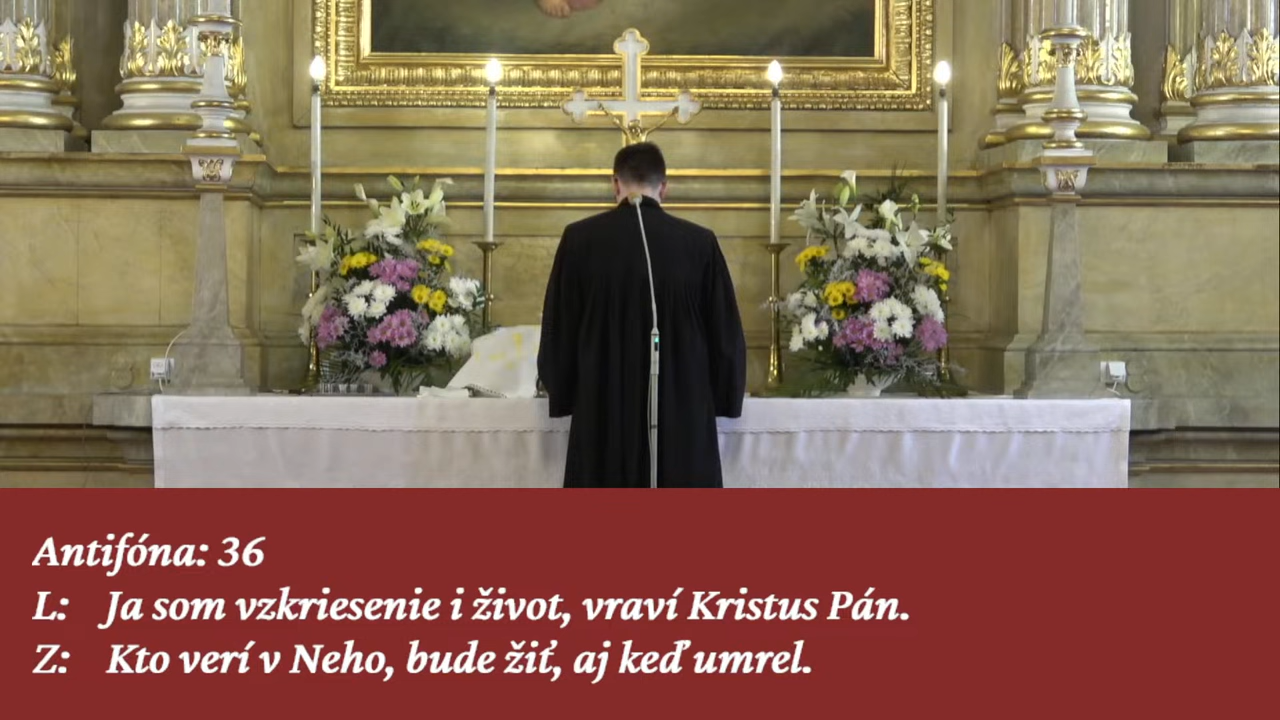 Antifóna: 36
L: Ja som vzkriesenie i život, vraví Kristus Pán.
Z: Kto verí v Neho, bude žiť, aj keď umrel.